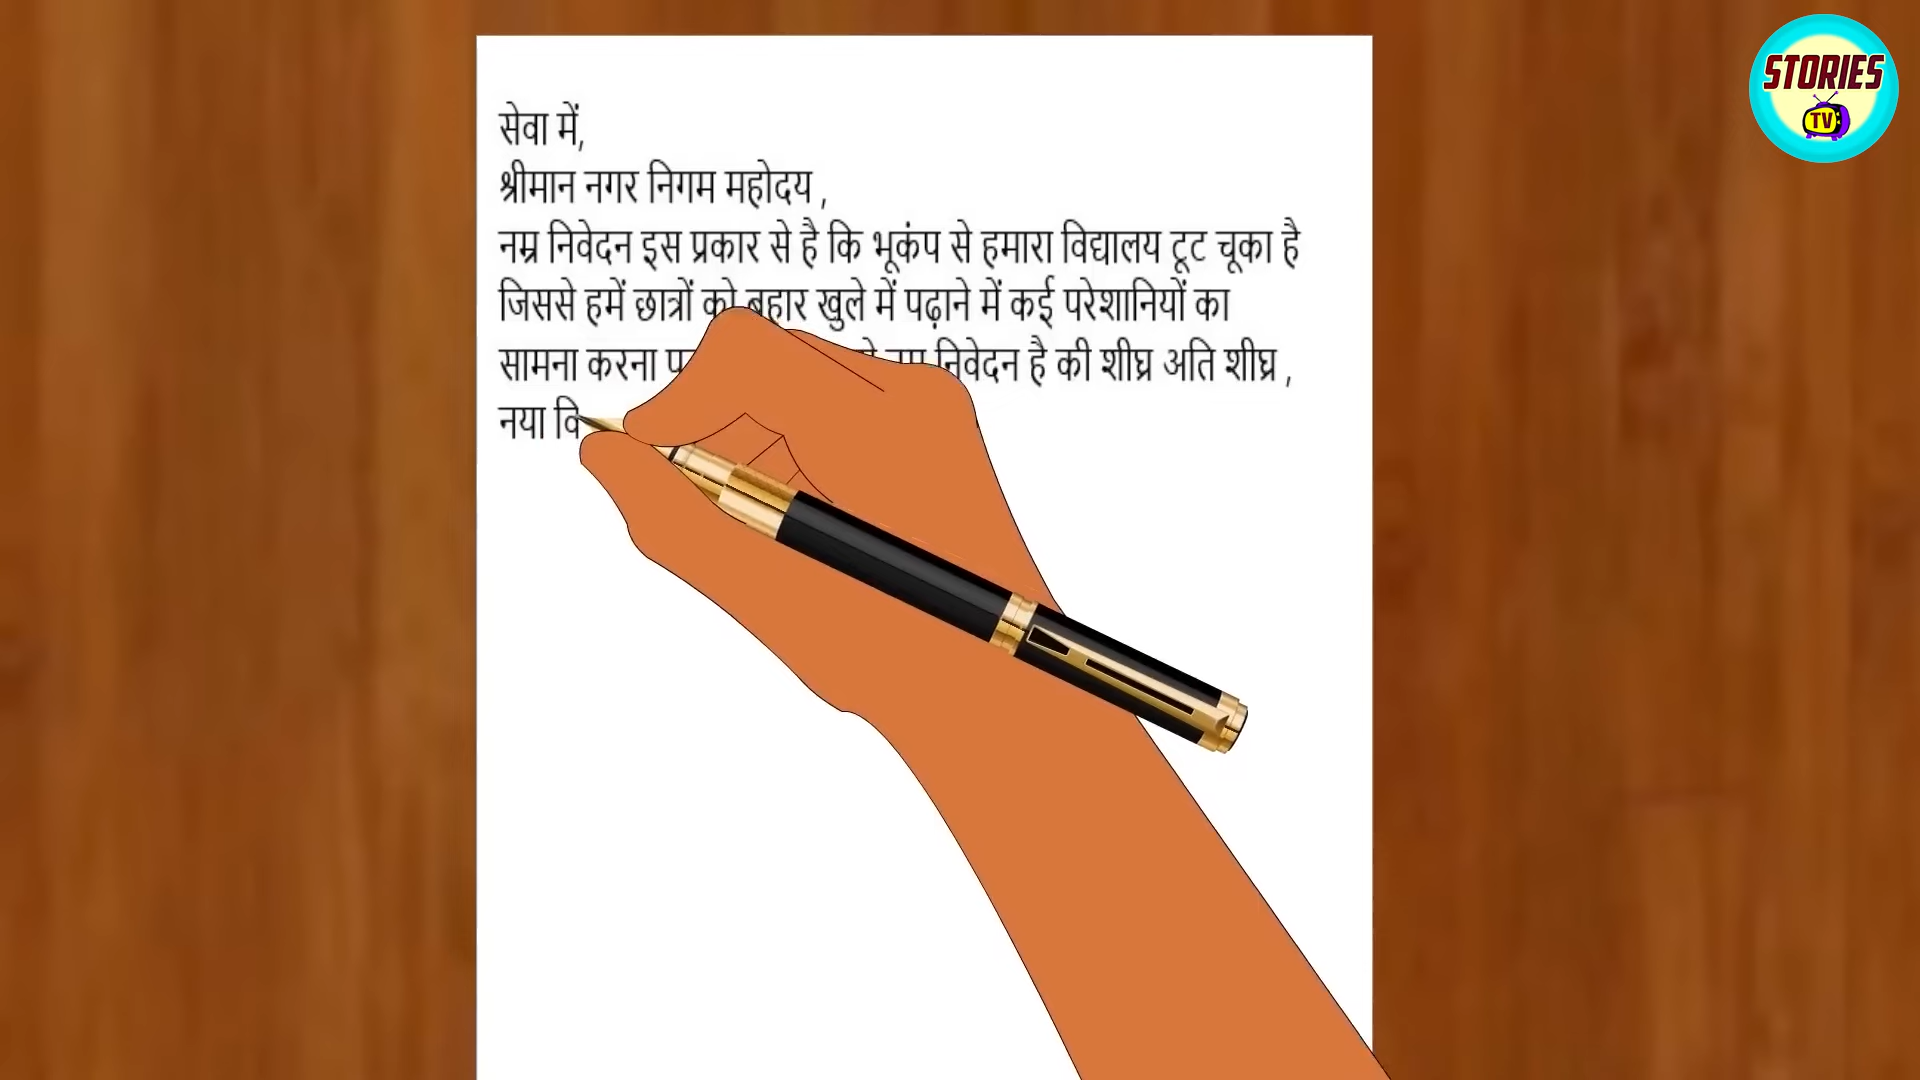 सेवा में,
श्रीमान नगर निगम महोदय ,
नम्र निवेदन इस प्रकार से है कि भूकंप से हमारा विद्यालय टूट चूका है
जिससे हमें छात्रों को बहार खुले में पढ़ाने में कई परेशानियों का
सामना करना निवेदन है की शीघ्र अति शीघ्र ,
नया वि
STORIES
TV